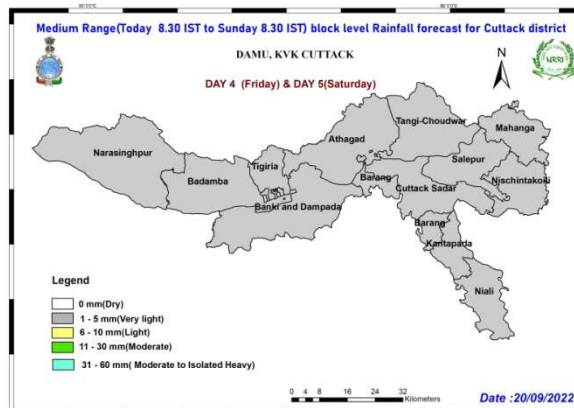 Medium Range(Today 8.30 IST to Sunday 8.30 IST) block level Rainfall forecast for Cuttack district
DAMU, KVK CUTTACK
N
NRRI
DAY 4 (Friday) & DAY 5(Saturday)
Tangi-Choudwar
Mahanga
Athagad
Narasinghpur
Salepur
Tigiria
Badamba
Barang
Nischintakoili
Cuttack Sadar
Banki and Dampada
Barang
Kantapada
Niali
Legend
0 mm(Dry)
1 - 5 mm(Very light)
6 - 10 mm(Light)
11 - 30 mm(Moderate)
31 - 60 mm( Moderate to Isolated Heavy)
0 4 8 16 24 32
Kilometers
Date :20/09/2022